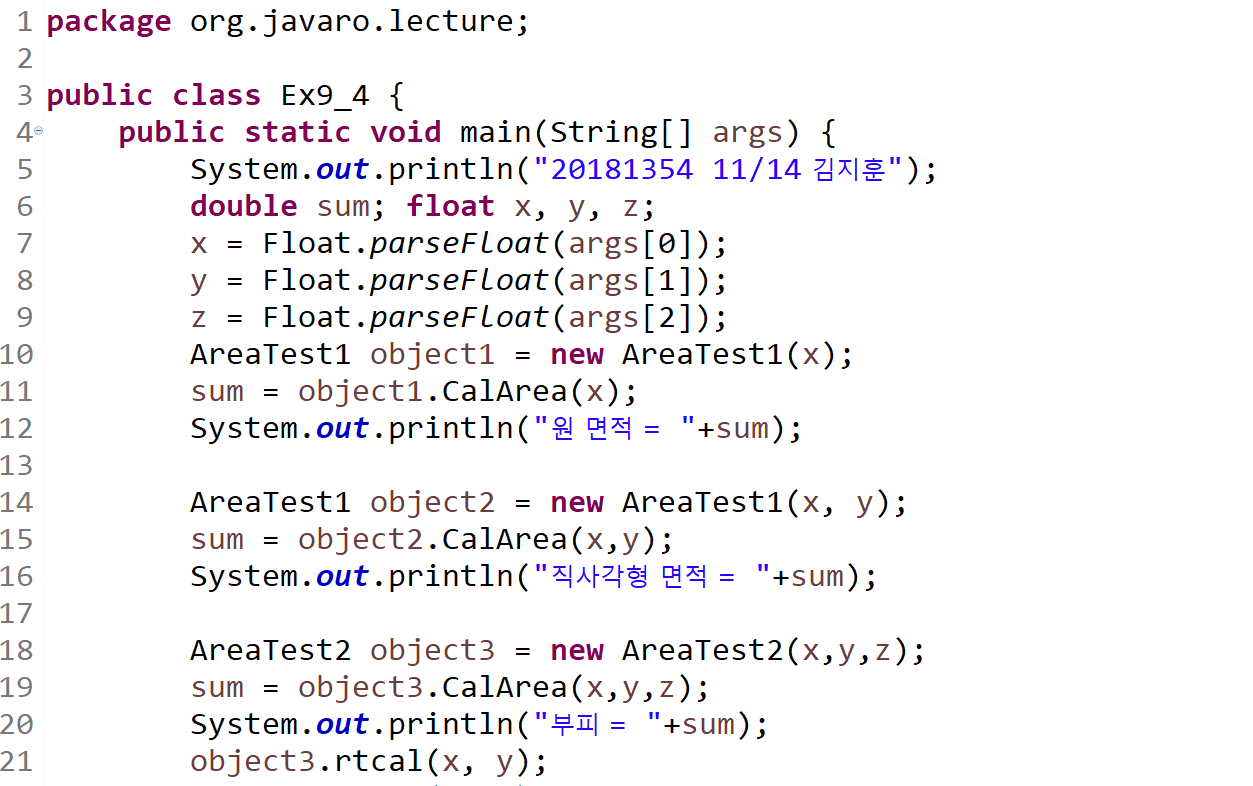 1 package org.javaro.lecture;
2
3 public class Ex9_4 {
4     public static void main(String[] args) {
5         System.out.println("20181354 11/14 김지훈");
6         double sum; float x, y, z;
7         x = Float.parseFloat(args[0]);
8         y = Float.parseFloat(args[1]);
9         z = Float.parseFloat(args[2]);
10         AreaTest1 object1 = new AreaTest1(x);
11         sum = object1.CalArea(x);
12         System.out.println("원 면적 = "+sum);
13
14         AreaTest1 object2 = new AreaTest1(x, y);
15         sum = object2.CalArea(x,y);
16         System.out.println("직사각형 면적 = "+sum);
17
18         AreaTest2 object3 = new AreaTest2(x,y,z);
19         sum = object3.CalArea(x,y,z);
20         System.out.println("부피 = "+sum);
21         object3.rtcal(x, y);